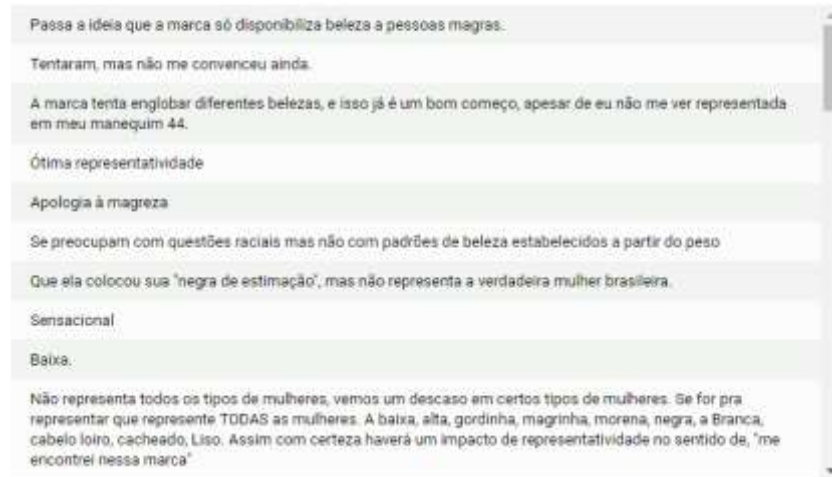 Passa a ideia que a marca só disponibiliza beleza a pessoas magras.
Tentaram, mas não me convenceu ainda.
A marca tenta englobar diferentes belezas, e isso já é um bom começo, apesar de eu não me ver representada
em meu manequim 44.
Ótima representatividade
Apologia à magreza
Se preocupam com questões raciais mas não com padrões de beleza estabelecidos a partir do peso
Que ela colocou sua "negra de estimação", mas não representa a verdadeira mulher brasileira.
Sensacional
Baixa.
Não representa todos os tipos de mulheres, vemos um descaso em certos tipos de mulheres. Se for pra
representar que represente TODAS as mulheres. A baixa, alta, gordinha, magrinha, morena, negra, a Branca,
cabelo loiro, cacheado, Liso. Assim com certeza haverá um impacto de representatividade no sentido de, "me
encontrei nessa marca"